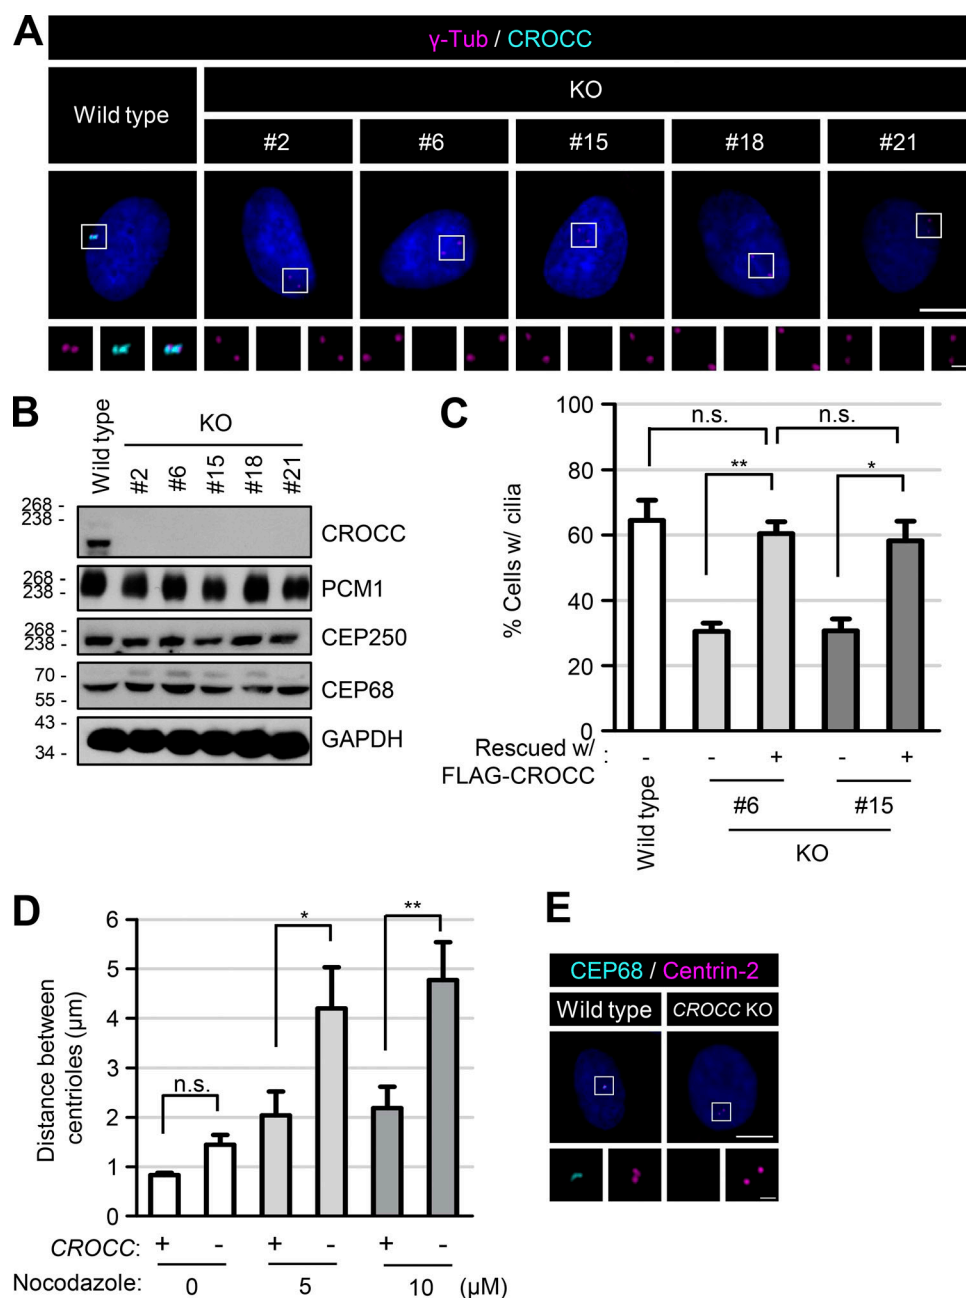 A
γ-Tub / CROCC
Wild type
KO
#2
#6
#15
#18
#21
B
Wild type
KO
#2
#6
#15
#18
#21
268 -
238 -
CROCC
268 -
238 -
PCM1
268 -
238 -
CEP250
70 -
55 -
CEP68
43 -
34 -
GAPDH
C
% Cells w/ cilia
100
80
60
40
20
0
n.s.
n.s.
**
*
Rescued w/
FLAG-CROCC
:
- - + - +
Wild type
#6
#15
KO
D
Distance between
centrioles (μm)
6
5
4
3
2
1
0
n.s.
*
**
CROCC: + - + - + -
Nocodazole: 0 5 10 (μM)
E
CEP68 / Centrin-2
Wild type
CROCC KO